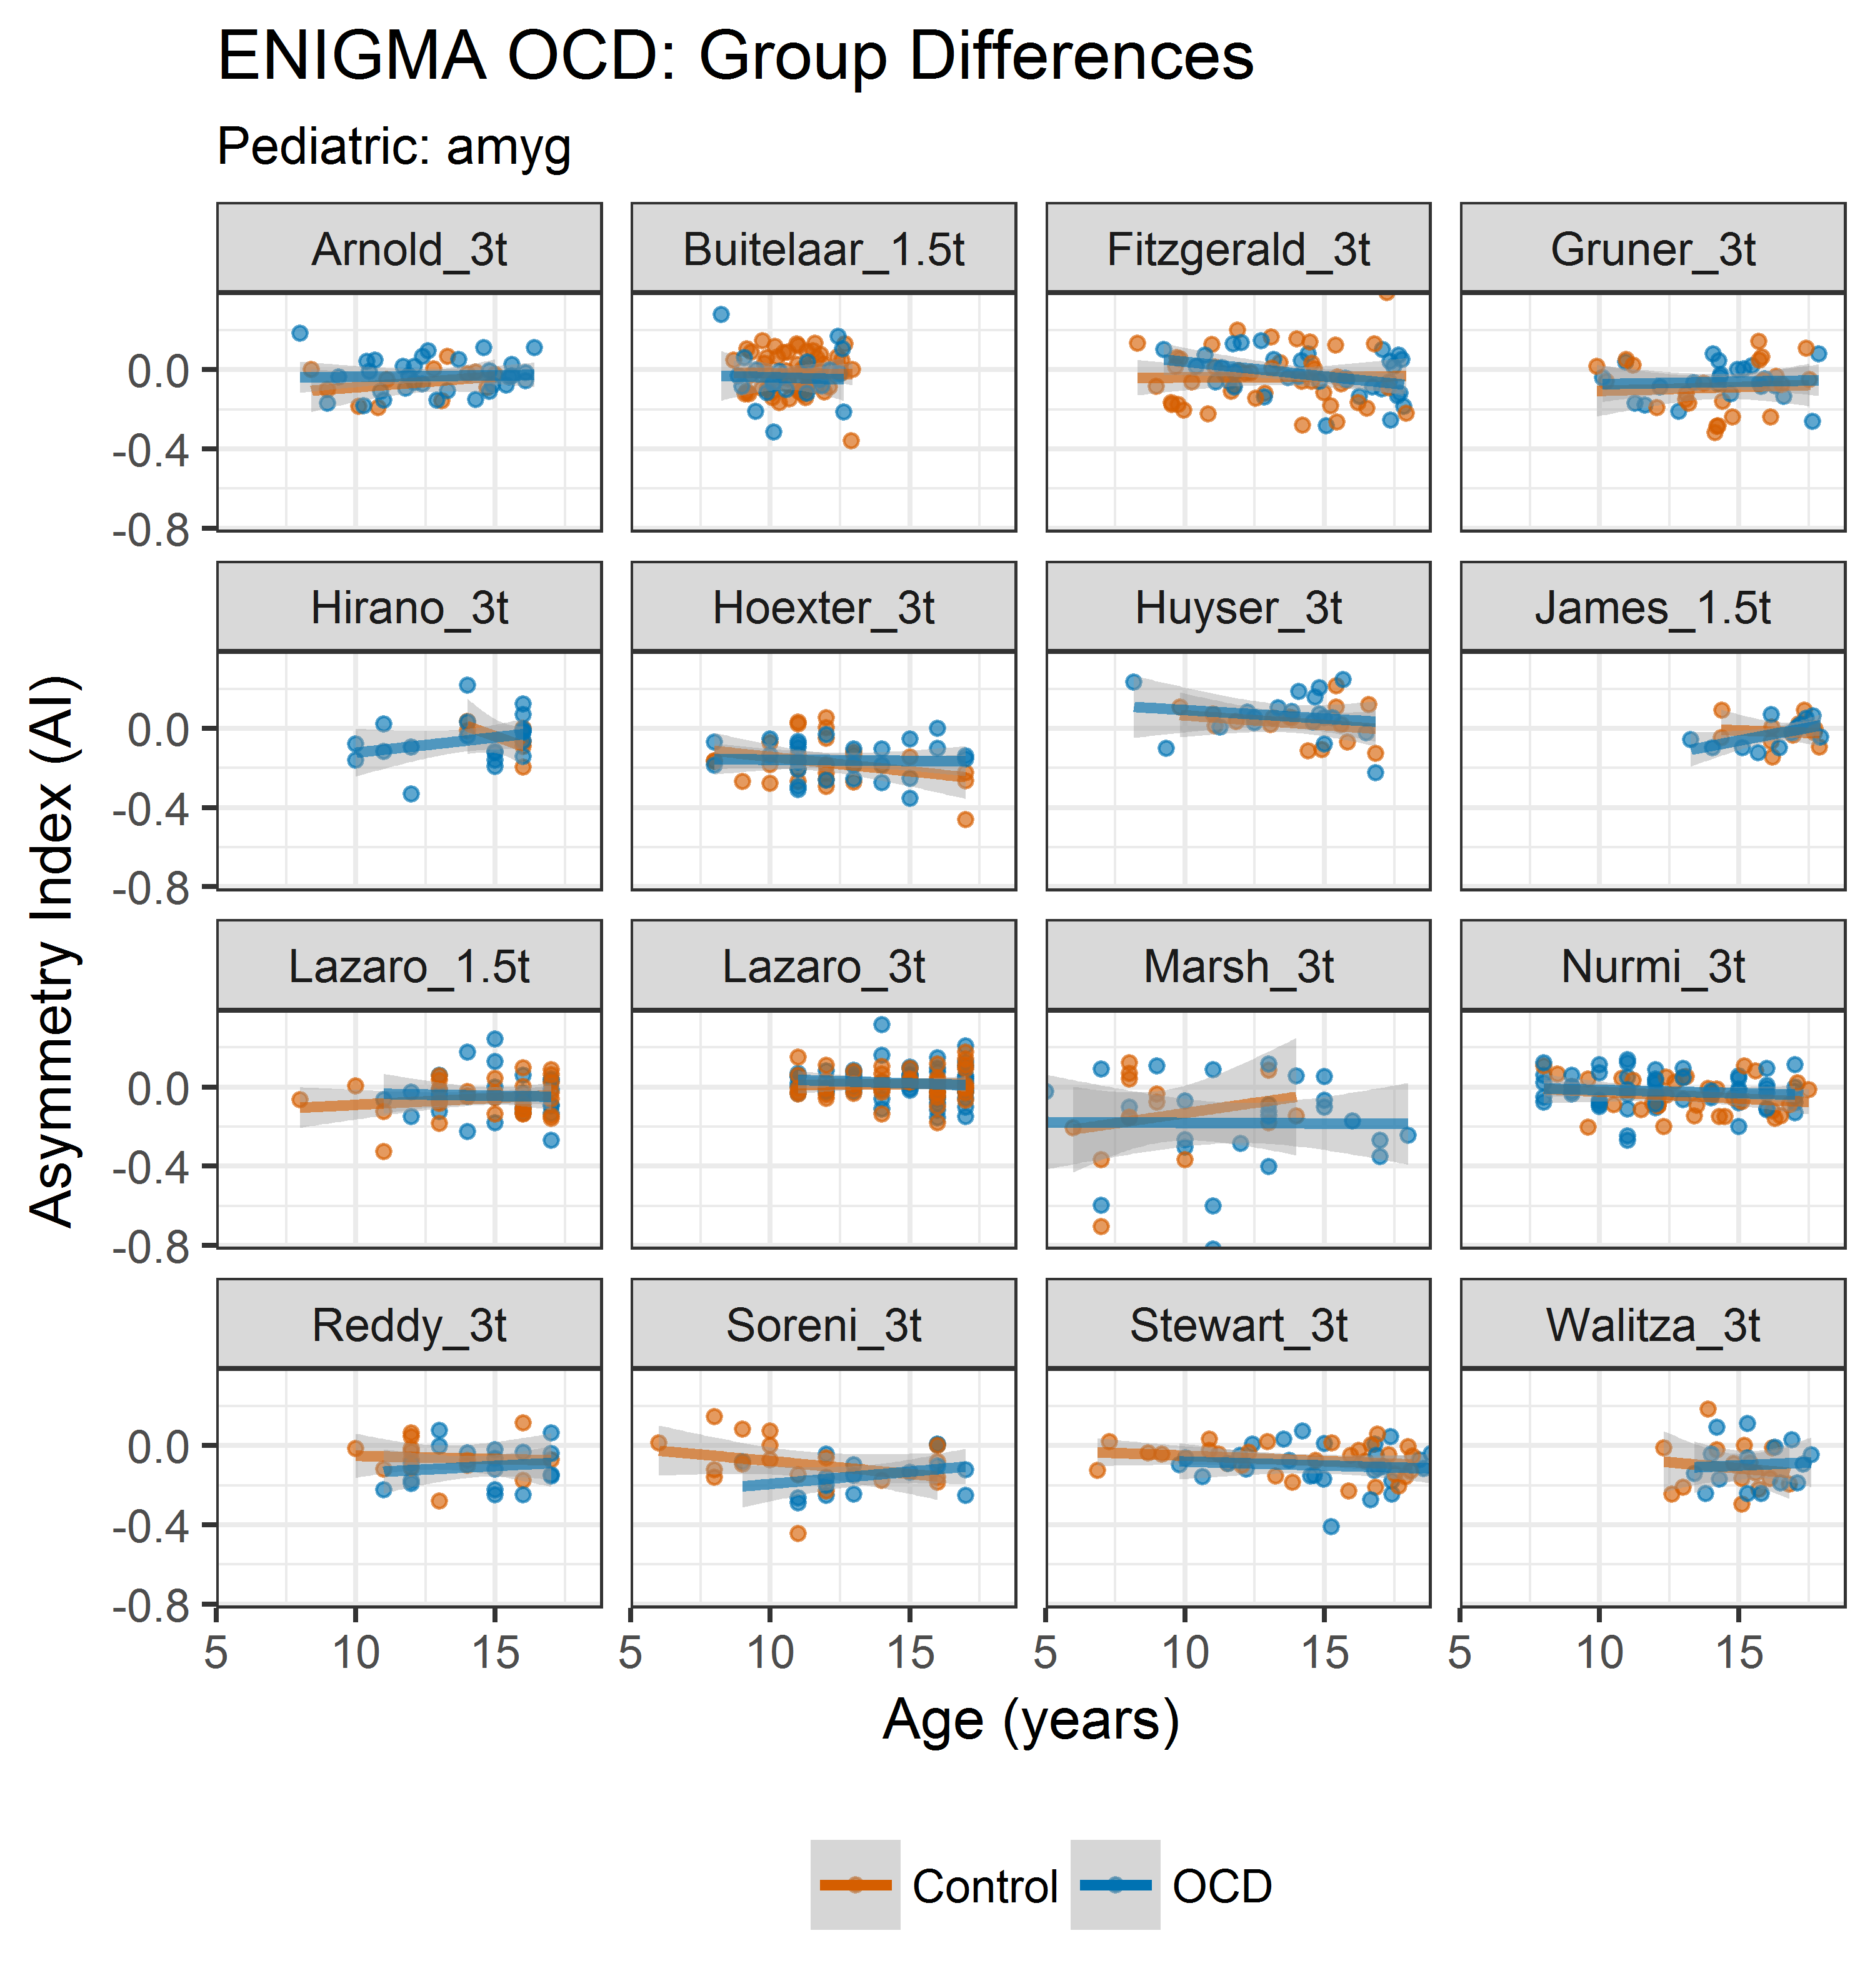 ENIGMA OCD: Group Differences
Pediatric: amyg
Arnold_3t Buitelaar_1.5t Fitzgerald_3t Gruner_3t
0.0
-0.4
-0.8
Hirano_3t Hoexter_3t Huyser_3t James_1.5t
0.0
-0.4
-0.8
Lazaro_1.5t Lazaro_3t Marsh_3t Nurmi_3t
0.0
-0.4
-0.8
Reddy_3t Soreni_3t Stewart_3t Walitza_3t
0.0
-0.4
-0.8
5 10 15 5 10 15 5 10 15 5 10 15
Asymmetry Index (AI)
Age (years)
Control OCD